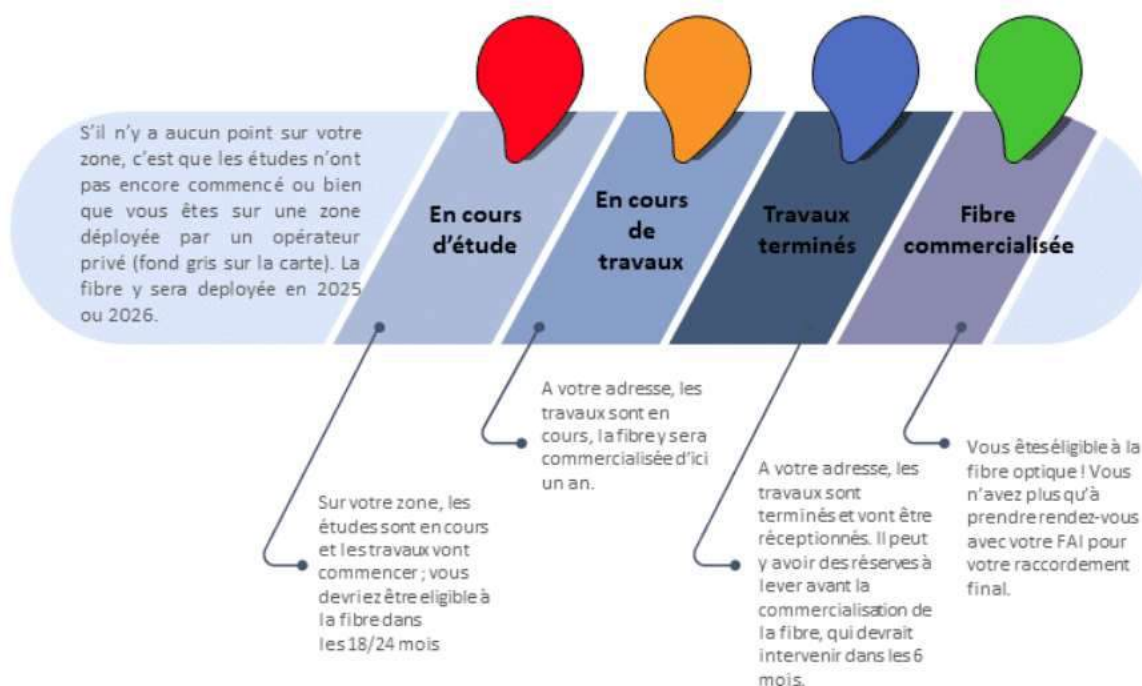 S'il n'y a aucun point sur votre
zone, c'est que les études n'ont
pas encore commencé ou bien
que vous êtes sur une zone
déployée par un opérateur
privé (fond gris sur la carte). La
fibre y sera deployée en 2025
ou 2026.
En cours
d'étude
En cours
de
travaux
Travaux
terminés
Fibre
commercialisée
Sur votre zone, les
études sont en cours
et les travaux vont
commencer ; vous
devriez être eligible à
la fibre dans
les 18/24 mois
A votre adresse, les
travaux sont en
cours, la fibre y sera
commercialisée d'ici
un an.
A votre adresse, les
travaux sont
terminés et vont être
réceptionnés. Il peut
y avoir des réserves à
lever avant la
commercialisation de
la fibre, qui devrait
intervenir dans les 6
mois.
Vous êtes éligible à la
fibre optique ! Vous
n'avez plus qu'à
prendre rendez-vous
avec votre FAI pour
votre raccordement
final.